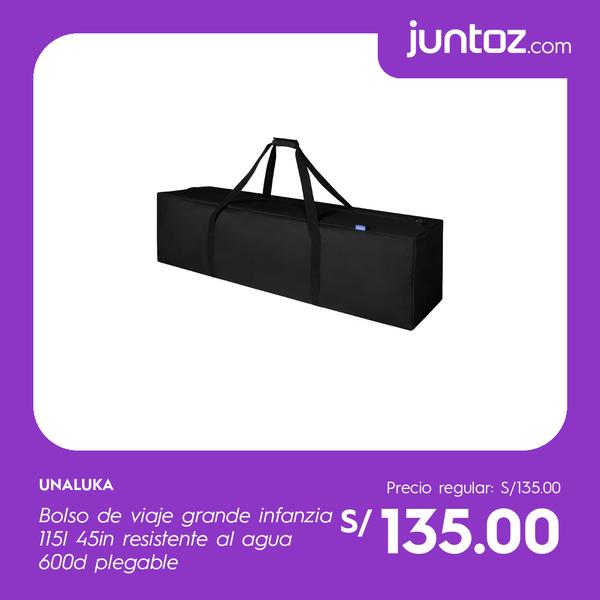 juntoz.com
UNALUKA
Precio regular: S/135.00
Bolso de viaje grande infanzia
115l 45in resistente al agua
600d plegable
S/ 135.00